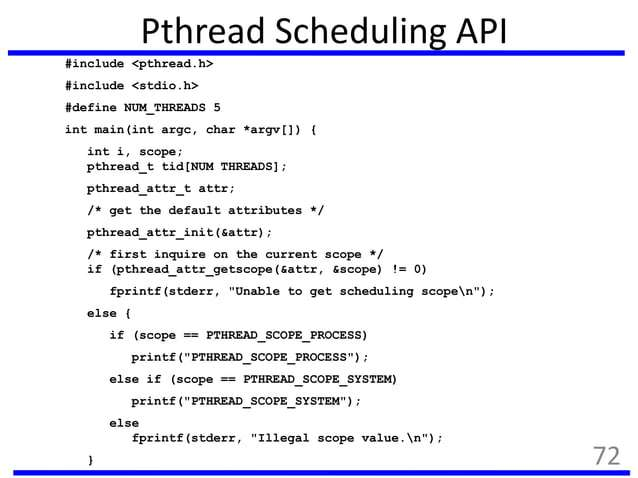 Pthread Scheduling API
#include <pthread.h>
#include <stdio.h>
#define NUM_THREADS 5
int main(int argc, char *argv[]) {
int i, scope;
pthread_t tid[NUM THREADS];
pthread_attr_t attr;
/* get the default attributes */
pthread_attr_init(&attr);
/* first inquire on the current scope */
if (pthread_attr_getscope(&attr, &scope) != 0)
fprintf(stderr, "Unable to get scheduling scope\n");
else {
if (scope == PTHREAD_SCOPE_PROCESS)
printf("PTHREAD_SCOPE_PROCESS");
else if (scope == PTHREAD_SCOPE_SYSTEM)
printf("PTHREAD_SCOPE_SYSTEM");
else
fprintf(stderr, "Illegal scope value.\n");
}
72